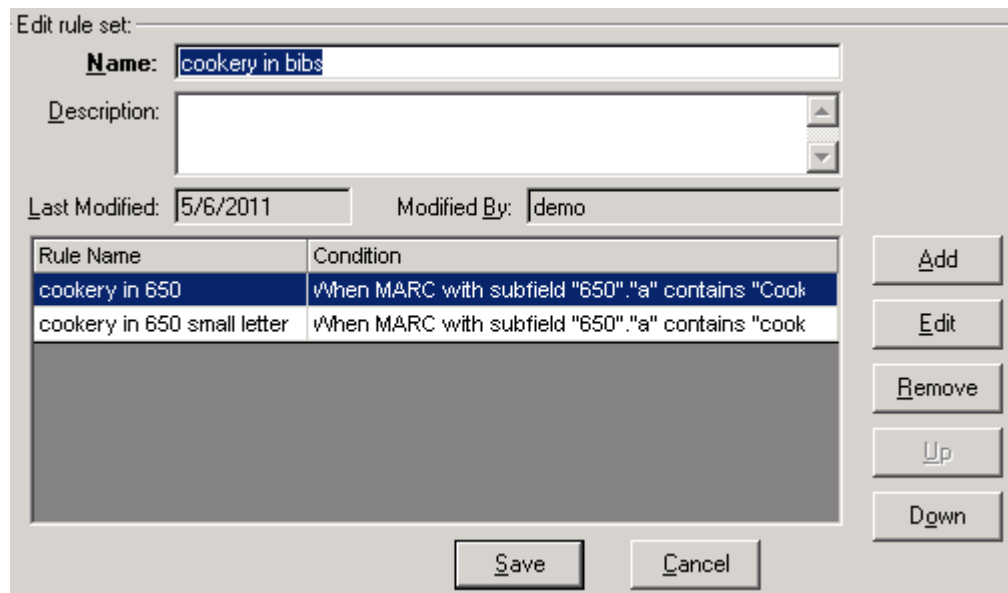 Edit rule set:
Name: cookery in bibs
Description:
Last Modified: 5/6/2011 Modified By: demo
Rule Name Condition Add
cookery in 650 When MARC with subfield "650"."a" contains "Cook
cookery in 650 small letter When MARC with subfield "650"."a" contains "cook Edit
Remove
Up
Down
Save Cancel